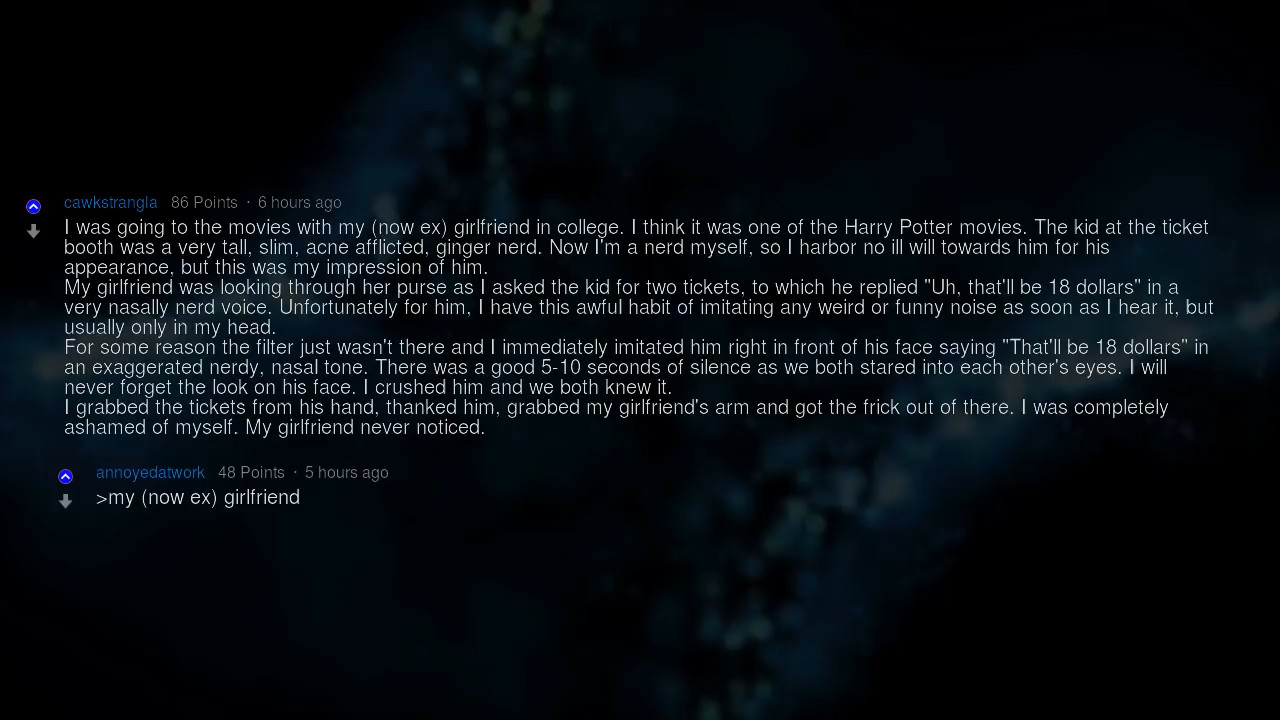 cawkstrangla 86 Points · 6 hours ago
I was going to the movies with my (now ex) girlfriend in college. I think it was one of the Harry Potter movies. The kid at the ticket
booth was a very tall, slim, acne afflicted, ginger nerd. Now I'm a nerd myself, so I harbor no ill will towards him for his
appearance, but this was my impression of him.
My girlfriend was looking through her purse as I asked the kid for two tickets, to which he replied "Uh, that'll be 18 dollars" in a
very nasally nerd voice. Unfortunately for him, I have this awful habit of imitating any weird or funny noise as soon as I hear it, but
usually only in my head.
For some reason the filter just wasn't there and I immediately imitated him right in front of his face saying "That'll be 18 dollars" in
an exaggerated nerdy, nasal tone. There was a good 5-10 seconds of silence as we both stared into each other's eyes. I will
never forget the look on his face. I crushed him and we both knew it.
I grabbed the tickets from his hand, thanked him, grabbed my girlfriend's arm and got the frick out of there. I was completely
ashamed of myself. My girlfriend never noticed.
annoyedatwork 48 Points · 5 hours ago
>my (now ex) girlfriend